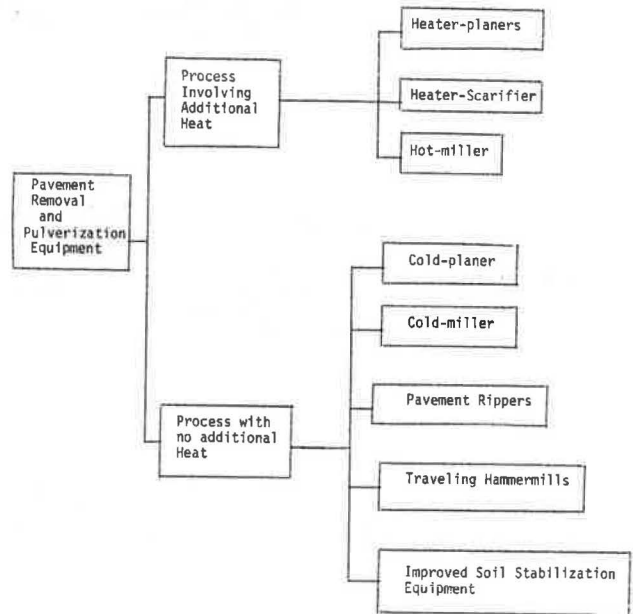 Pavement
Removal
and
Pulverization
Equipment
Process
Involving
Additional
Heat
Heater-planers
Heater-Scarifier
Hot-miller
Process with
no additional
Heat
Cold-planer
Cold-miller
Pavement Rippers
Traveling Hammermills
Improved Soil Stabilization
Equipment